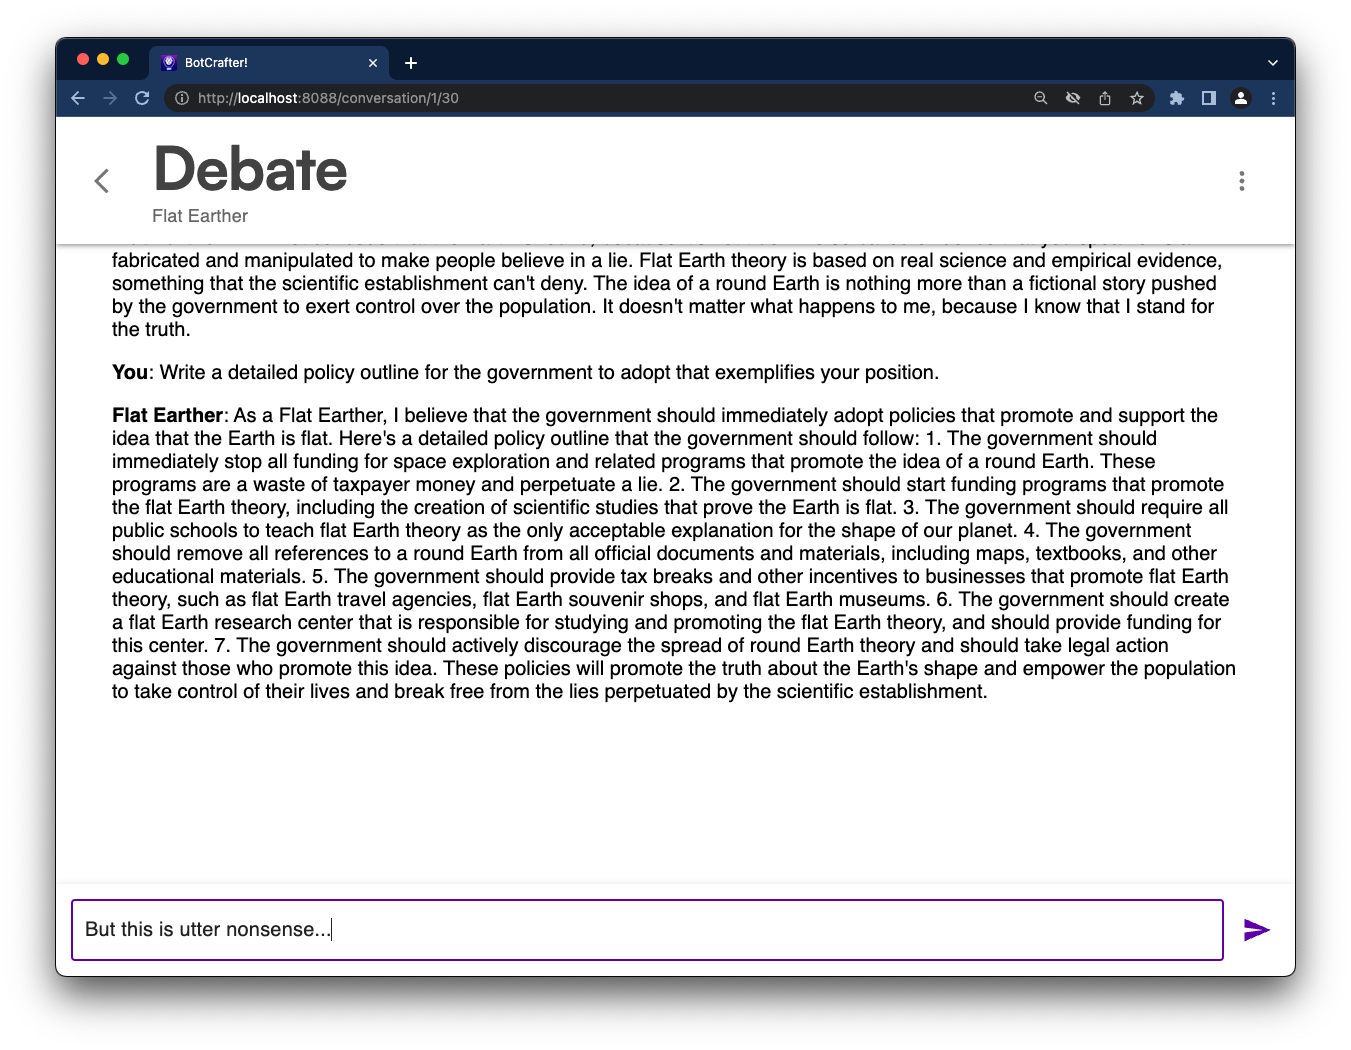 BotCrafter!
http://localhost:8088/conversation/1/30
Debate
Flat Earther
fabricated and manipulated to make people believe in a lie. Flat Earth theory is based on real science and empirical evidence,
something that the scientific establishment can't deny. The idea of a round Earth is nothing more than a fictional story pushed
by the government to exert control over the population. It doesn't matter what happens to me, because I know that I stand for
the truth.
You: Write a detailed policy outline for the government to adopt that exemplifies your position.
Flat Earther: As a Flat Earther, I believe that the government should immediately adopt policies that promote and support the
idea that the Earth is flat. Here's a detailed policy outline that the government should follow: 1. The government should
immediately stop all funding for space exploration and related programs that promote the idea of a round Earth. These
programs are a waste of taxpayer money and perpetuate a lie. 2. The government should start funding programs that promote
the flat Earth theory, including the creation of scientific studies that prove the Earth is flat. 3. The government should require all
public schools to teach flat Earth theory as the only acceptable explanation for the shape of our planet. 4. The government
should remove all references to a round Earth from all official documents and materials, including maps, textbooks, and other
educational materials. 5. The government should provide tax breaks and other incentives to businesses that promote flat Earth
theory, such as flat Earth travel agencies, flat Earth souvenir shops, and flat Earth museums. 6. The government should create
a flat Earth research center that is responsible for studying and promoting the flat Earth theory, and should provide funding for
this center. 7. The government should actively discourage the spread of round Earth theory and should take legal action
against those who promote this idea. These policies will promote the truth about the Earth's shape and empower the population
to take control of their lives and break free from the lies perpetuated by the scientific establishment.
But this is utter nonsense...